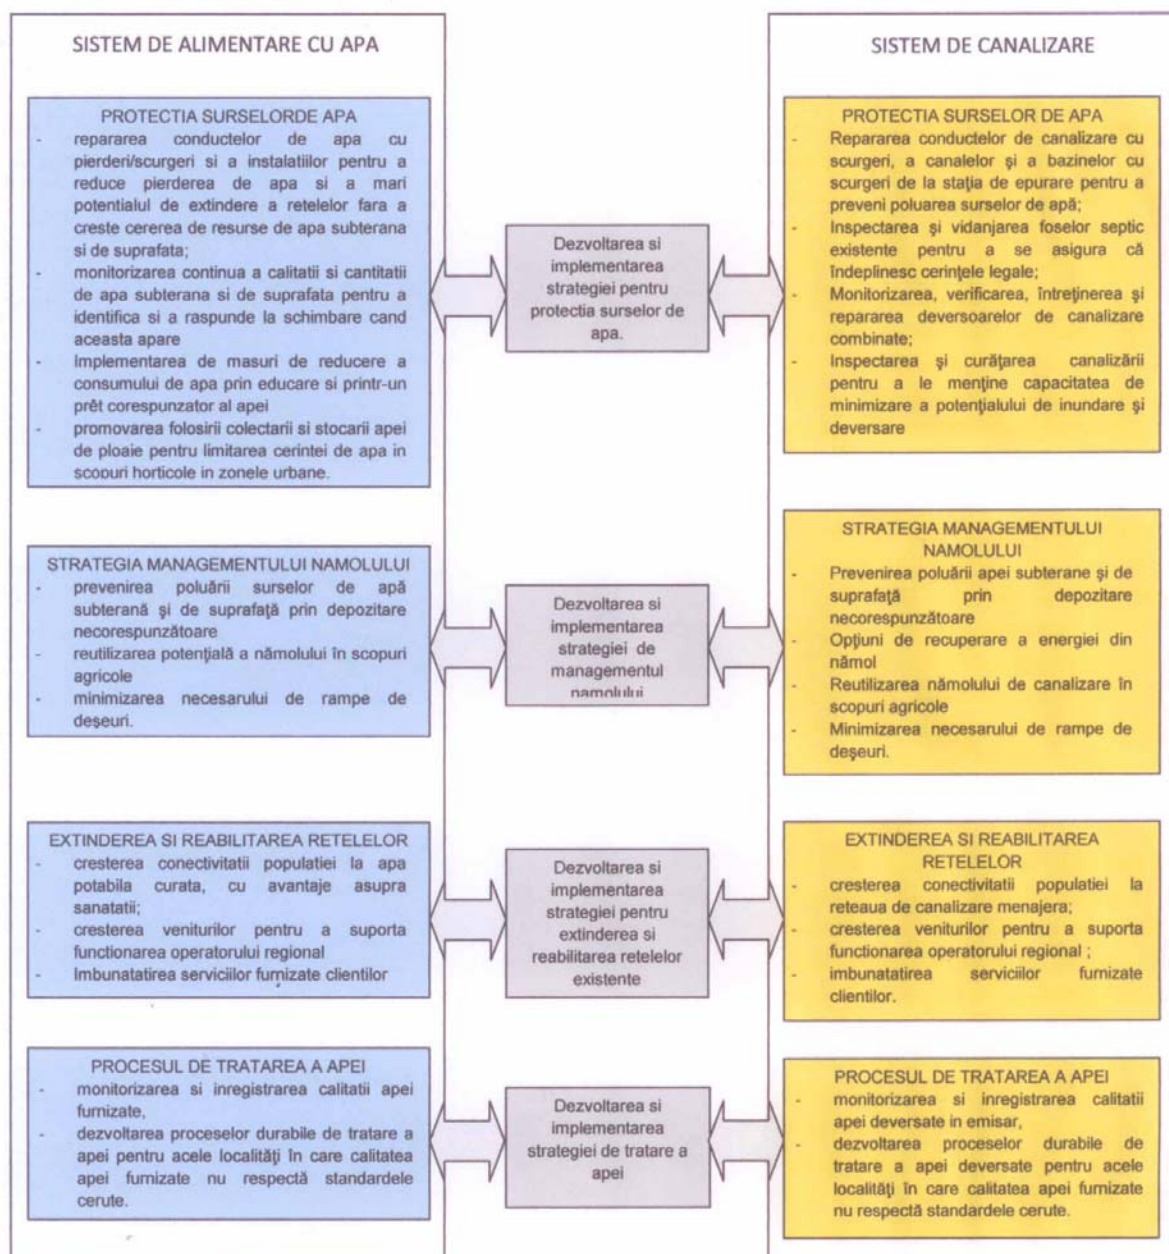 SISTEM DE ALIMENTARE CU APA
PROTECTIA SURSELORDE APA
- repararea conductelor de apa cu
pierderi/scurgeri si a instalatiilor pentru a
reduce pierderea de apa si a mari
potentialul de extindere a retelelor fara a
creste cererea de resurse de apa subterana
si de suprafata;
- monitorizarea continua a calitatii si cantitatii
de apa subterana si de suprafata pentru a
identifica si a raspunde la schimbare cand
aceasta apare
- Implementarea de masuri de reducere a
consumului de apa prin educare si printr-un
prêt corespunzator al apei
- promovarea folosirii colectarii si stocarii apei
de ploaie pentru limitarea cerintei de apa in
scopuri horticole in zonele urbane.
STRATEGIA MANAGEMENTULUI NAMOLULUI
- prevenirea poluării surselor de apă
subterană şi de suprafaţă prin depozitare
necorespunzătoare
- reutilizarea potenţială a nămolului în scopuri
agricole
- minimizarea necesarului de rampe de
deşeuri.
EXTINDEREA SI REABILITAREA RETELELOR
- cresterea conectivitatii populatiei la apa
potabila curata, cu avantaje asupra
sanatatii;
- cresterea veniturilor pentru a suporta
functionarea operatorului regional
- Imbunatatirea serviciilor furnizate clientilor
PROCESUL DE TRATAREA A APEI
- monitorizarea si inregistrarea calitatii apei
furnizate,
- dezvoltarea proceselor durabile de tratare a
apei pentru acele localităţi în care calitatea
apei furnizate nu respectă standardele
cerute.
Dezvoltarea si
implementarea
strategiei pentru
protectia surselor de
apa.
Dezvoltarea si
implementarea
strategiei de
managementul
namolului
Dezvoltarea si
implementarea
strategiei pentru
extinderea si
reabilitarea retelelor
existente
Dezvoltarea si
implementarea
strategiei de tratare a
apei
SISTEM DE CANALIZARE
PROTECTIA SURSELOR DE APA
- Repararea conductelor de canalizare cu
scurgeri, a canalelor şi a bazinelor cu
scurgeri de la staţia de epurare pentru a
preveni poluarea surselor de apă;
- Inspectarea şi vidanjarea foselor septic
existente pentru a se asigura că
îndeplinesc cerinţele legale;
- Monitorizarea, verificarea, întreţinerea şi
repararea deversoarelor de canalizare
combinate;
- Inspectarea şi curăţarea canalizării
pentru a le menţine capacitatea de
minimizare a potenţialului de inundare şi
deversare
STRATEGIA MANAGEMENTULUI
NAMOLULUI
- Prevenirea poluării apei subterane şi de
suprafaţă prin depozitare
necorespunzătoare
- Opţiuni de recuperare a energiei din
nămol
- Reutilizarea nămolului de canalizare în
scopuri agricole
- Minimizarea necesarului de rampe de
deşeuri.
EXTINDEREA SI REABILITAREA
RETELELOR
- cresterea conectivitatii populatiei la
reteaua de canalizare menajera;
- cresterea veniturilor pentru a suporta
functionarea operatorului regional ;
- imbunatatirea serviciilor furnizate
clientilor.
PROCESUL DE TRATAREA A APEI
- monitorizarea si inregistrarea calitatii
apei deversate in emisar,
- dezvoltarea proceselor durabile de
tratare a apei deversate pentru acele
localităţi în care calitatea apei furnizate
nu respectă standardele cerute.